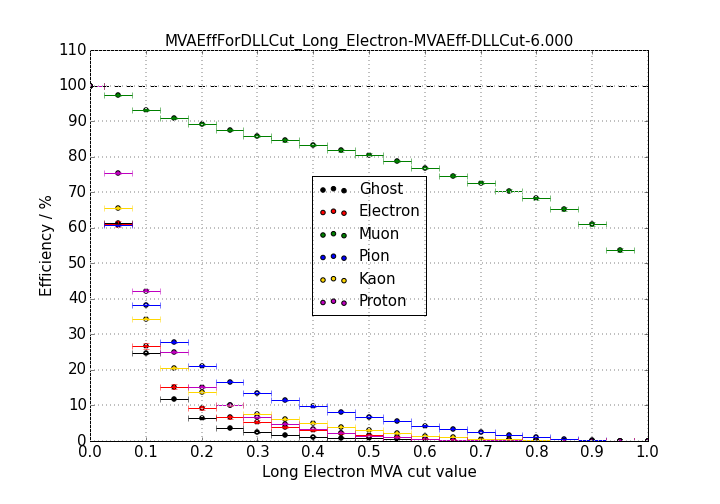 MVAEffForDLLCut_Long_Electron-MVAEff-DLLCut-6.000
110
100
90
80
70
60
50
40
30
20
10
0
Efficiency / %
Ghost
Electron
Muon
Pion
Kaon
Proton
0.0 0.1 0.2 0.3 0.4 0.5 0.6 0.7 0.8 0.9 1.0
Long Electron MVA cut value